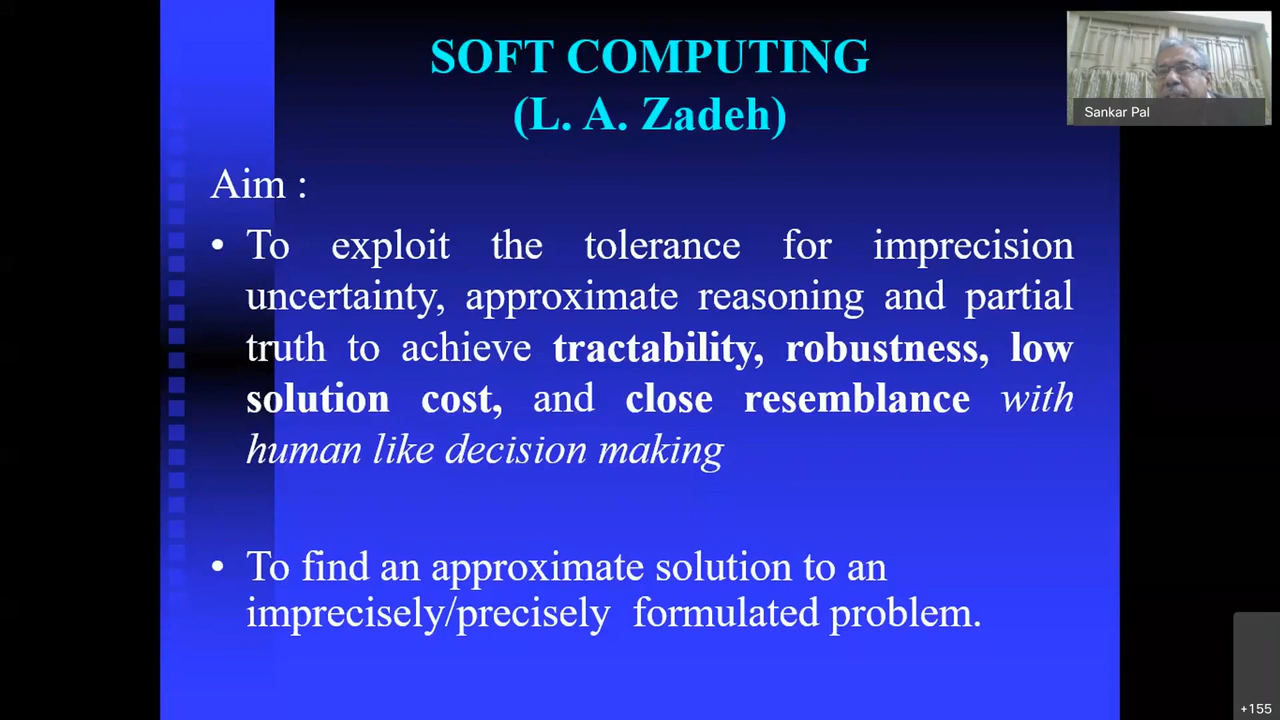 SOFT COMPUTING
(L. A. Zadeh)
Sankar Pal
Aim :
• To exploit the tolerance for imprecision
uncertainty, approximate reasoning and partial
truth to achieve tractability, robustness, low
solution cost, and close resemblance with
human like decision making
• To find an approximate solution to an
imprecisely/precisely formulated problem.
+155